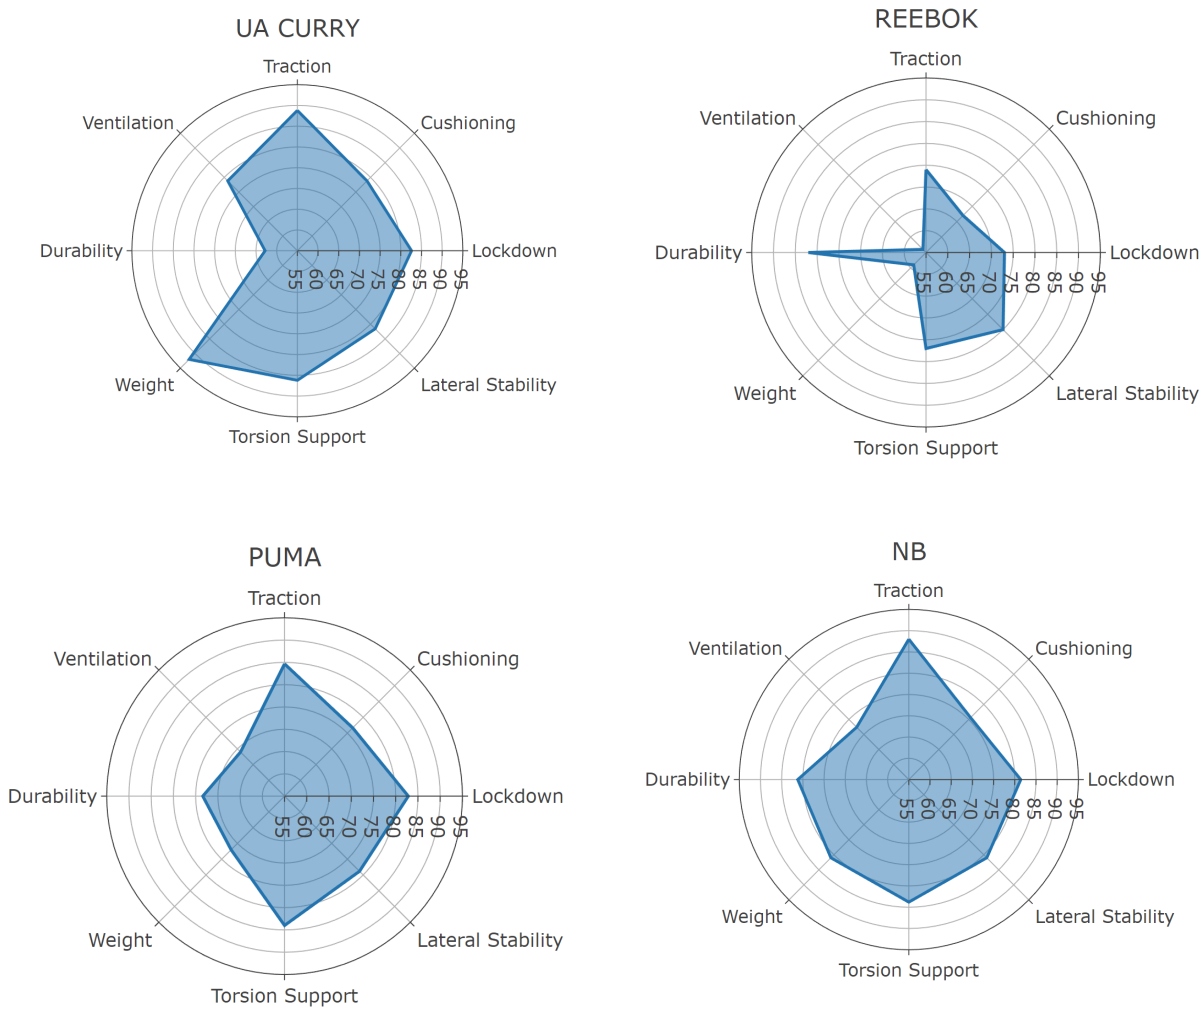 UA CURRY
Traction
Ventilation
Cushioning
Durability
Lockdown
55 60 65 70 75 80 85 90 95
Weight
Lateral Stability
Torsion Support
REEBOK
Traction
Ventilation
Cushioning
Durability
Lockdown
55 60 65 70 75 80 85 90 95
Weight
Lateral Stability
Torsion Support
PUMA
Traction
Ventilation
Cushioning
Durability
Lockdown
55 60 65 70 75 80 85 90 95
Weight
Lateral Stability
Torsion Support
NB
Traction
Ventilation
Cushioning
Durability
Lockdown
55 60 65 70 75 80 85 90 95
Weight
Lateral Stability
Torsion Support